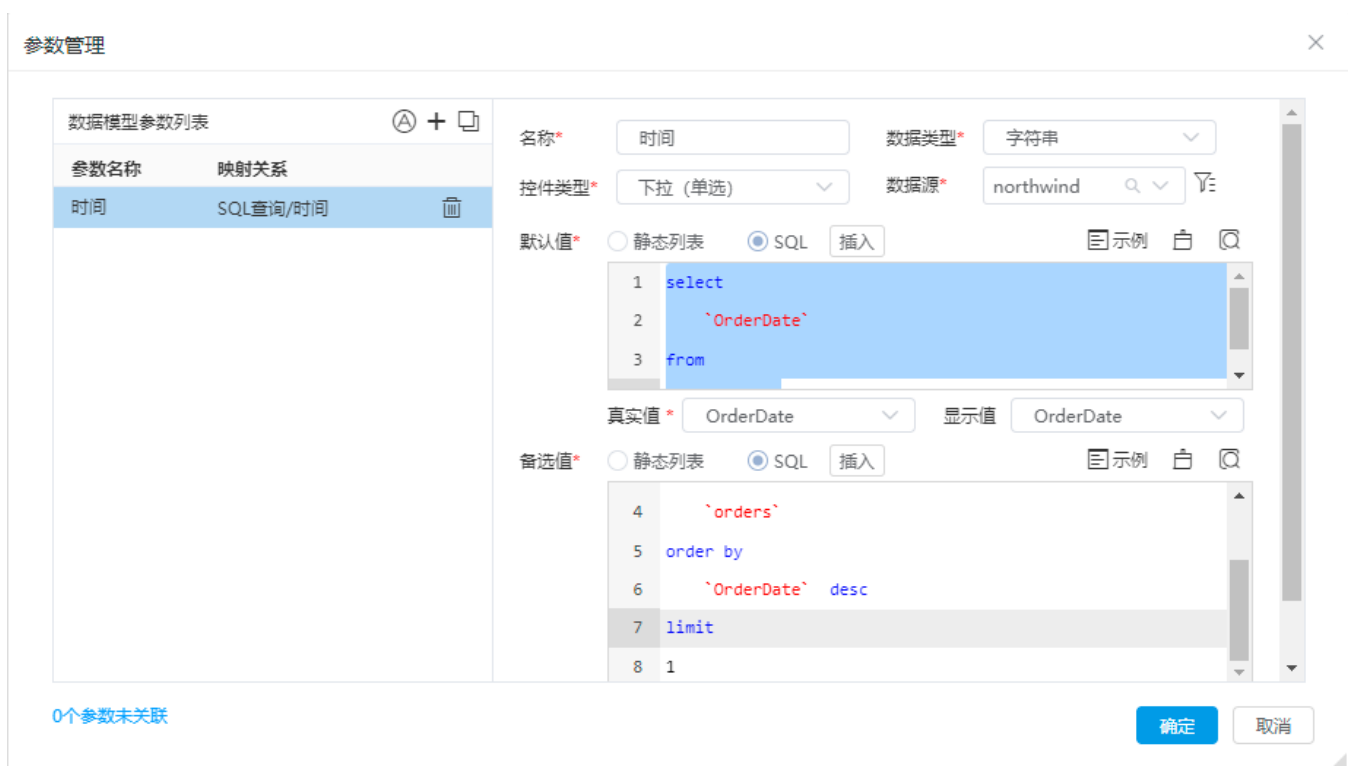 参数管理
数据模型参数列表
参数名称 映射关系
时间 SQL查询/时间
名称* 时间 数据类型* 字符串
控件类型* 下拉 (单选) 数据源* northwind
默认值* 静态列表 SQL 插入 示例
1 select
2 `OrderDate`
3 from
真实值 * OrderDate 显示值 OrderDate
备选值* 静态列表 SQL 插入 示例
4 `orders`
5 order by
6 `OrderDate` desc
7 limit
8 1
0个参数未关联
确定 取消